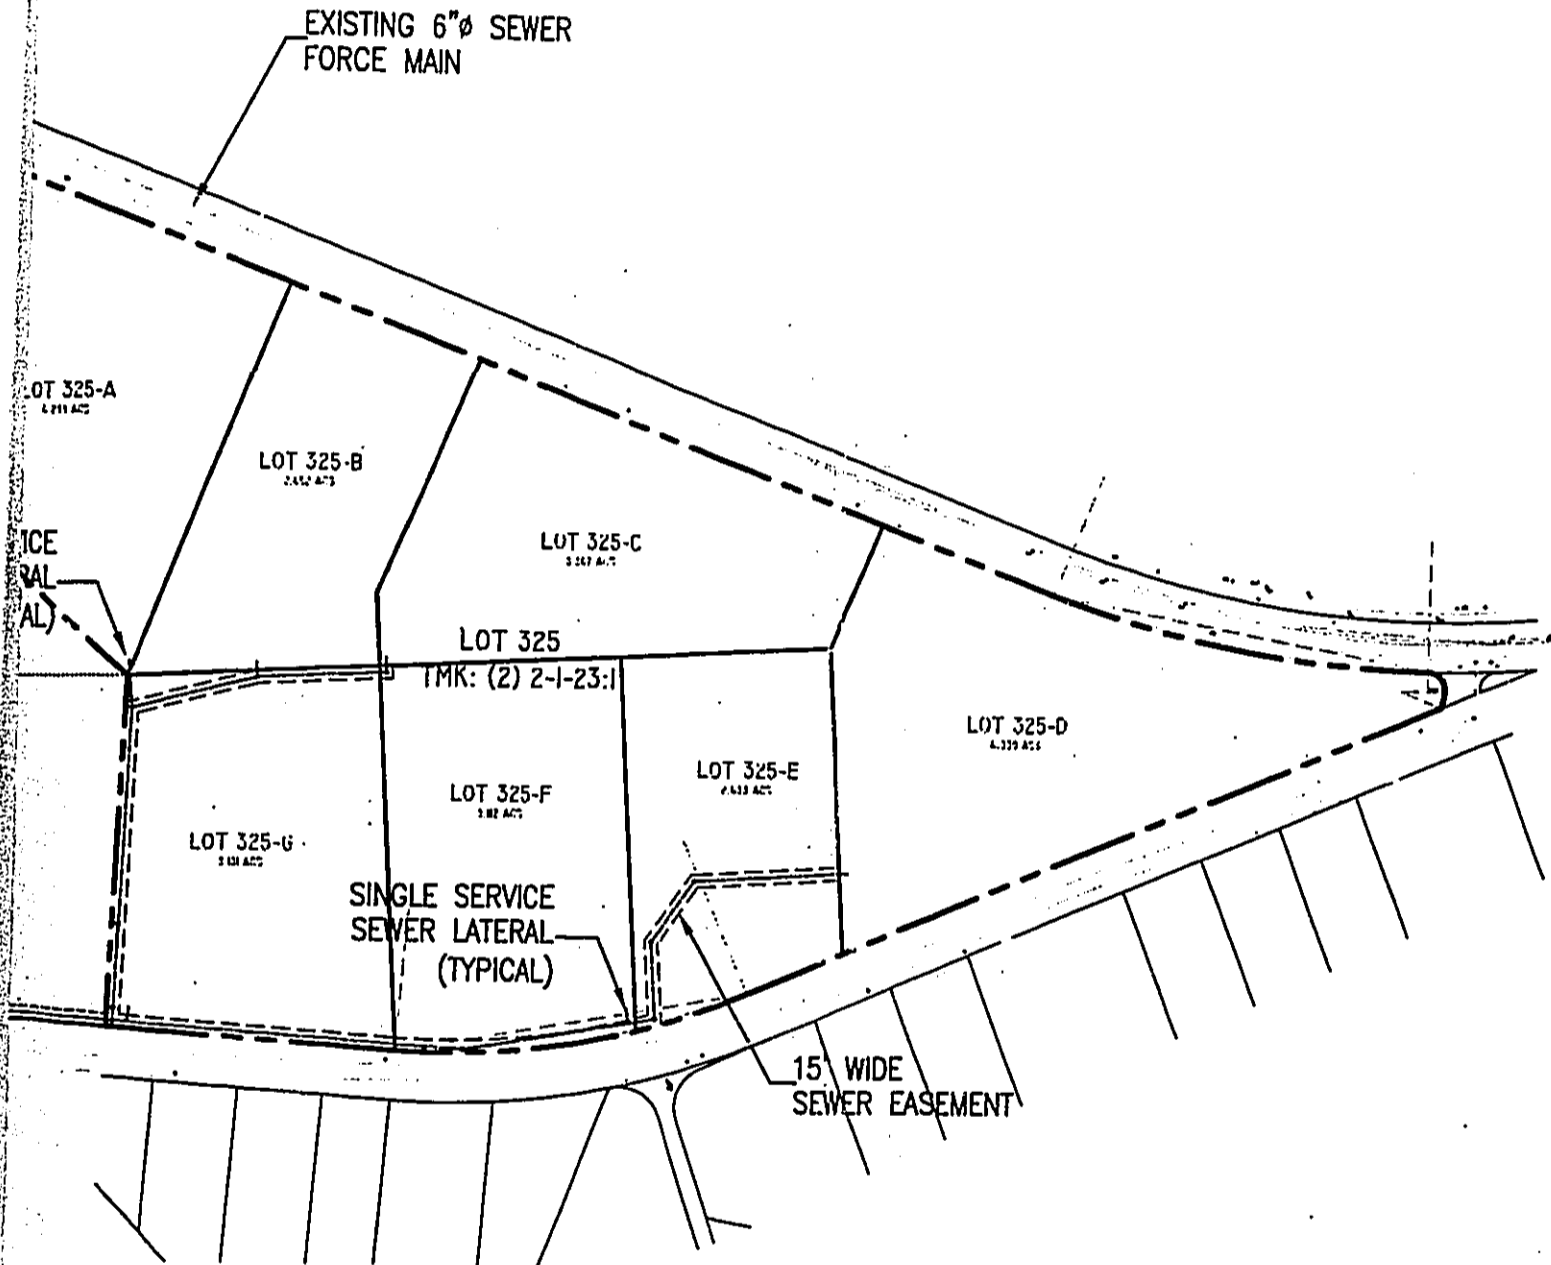 EXISTING 6"ø SEWER
FORCE MAIN
LOT 325-A
LOT 325-B
LOT 325-C
LOT 325
TMK: (2) 2-1-23:1
LOT 325-D
LOT 325-E
LOT 325-F
LOT 325-G
SINGLE SERVICE
SEWER LATERAL
(TYPICAL)
15' WIDE
SEWER EASEMENT